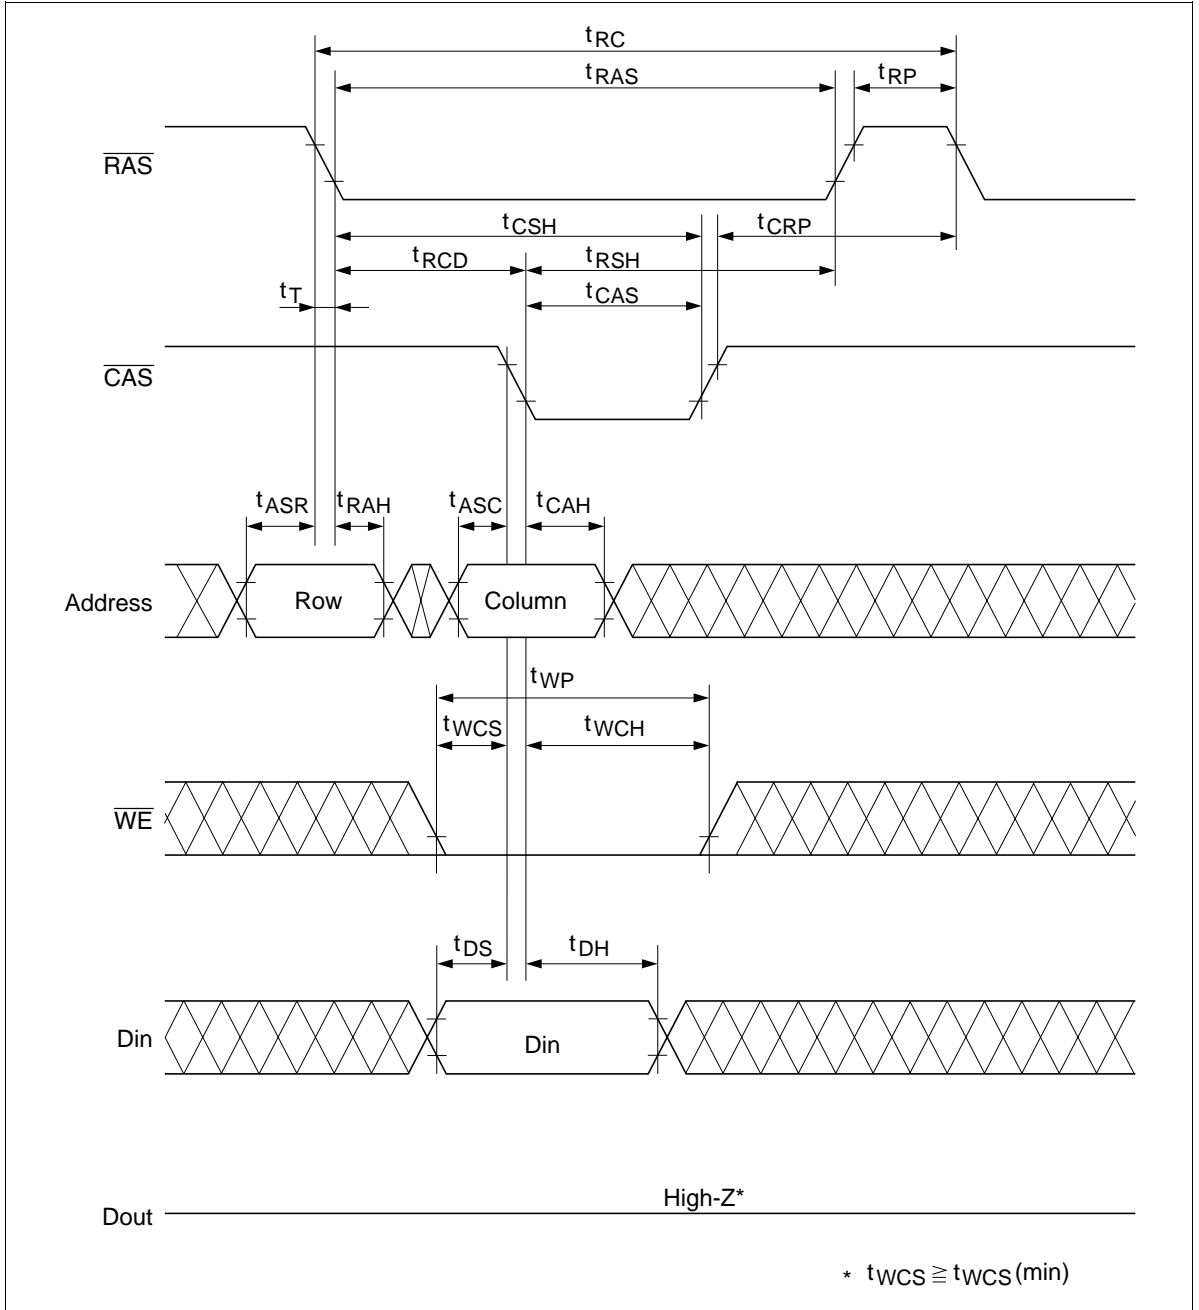 tRC
tRAS
tRP
RAS
tCSH
tCRP
tRCD
tRSH
tT
tCAS
CAS
tASR
tRAH
tASC
tCAH
Address
Row
Column
tWP
tWCS
tWCH
WE
tDS
tDH
Din
Din
High-Z*
Dout
* tWCS ≧ tWCS(min)